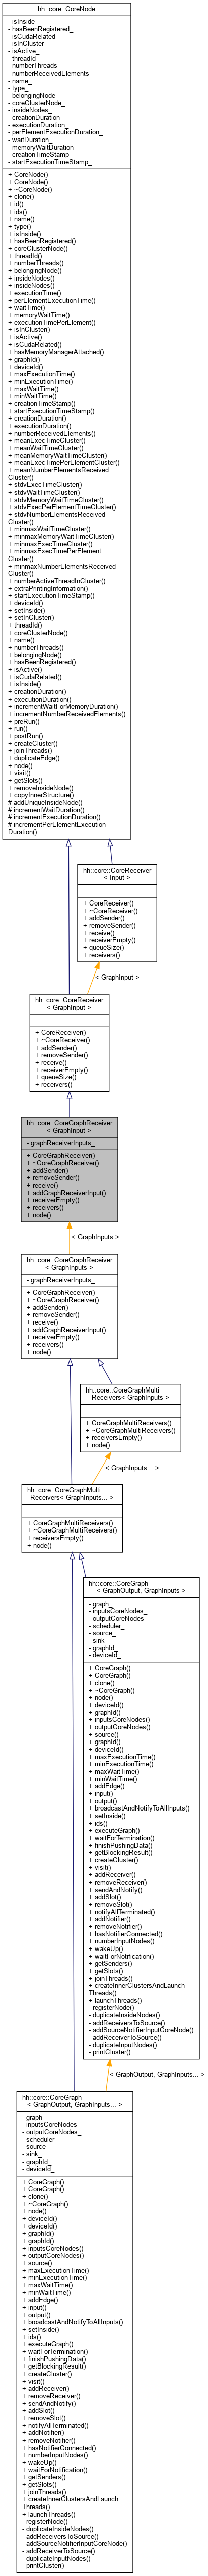 hh::core::CoreNode
- isInside_
- hasBeenRegistered_
- isCudaRelated_
- isInCluster_
- isActive_
- threadId_
- numberThreads_
- numberReceivedElements_
- name_
- type_
- belongingNode_
- coreClusterNode_
- insideNodes_
- creationDuration_
- executionDuration_
- perElementExecutionDuration_
- waitDuration_
- memoryWaitDuration_
- creationTimeStamp_
- startExecutionTimeStamp_
+ CoreNode()
+ CoreNode()
+ ~CoreNode()
+ clone()
+ id()
+ ids()
+ name()
+ type()
+ isInside()
+ hasBeenRegistered()
+ coreClusterNode()
+ threadId()
+ numberThreads()
+ belongingNode()
+ insideNodes()
+ insideNodes()
+ executionTime()
+ perElementExecutionTime()
+ waitTime()
+ memoryWaitTime()
+ executionTimePerElement()
+ isInCluster()
+ isActive()
+ isCudaRelated()
+ hasMemoryManagerAttached()
+ graphId()
+ deviceId()
+ maxExecutionTime()
+ minExecutionTime()
+ maxWaitTime()
+ minWaitTime()
+ creationTimeStamp()
+ startExecutionTimeStamp()
+ creationDuration()
+ executionDuration()
+ numberReceivedElements()
+ meanExecTimeCluster()
+ meanWaitTimeCluster()
+ meanMemoryWaitTimeCluster()
+ meanExecTimePerElementCluster()
+ meanNumberElementsReceived
Cluster()
+ stdvExecTimeCluster()
+ stdvWaitTimeCluster()
+ stdvMemoryWaitTimeCluster()
+ stdvExecPerElementTimeCluster()
+ stdvNumberElementsReceived
Cluster()
+ minmaxWaitTimeCluster()
+ minmaxMemoryWaitTimeCluster()
+ minmaxExecTimeCluster()
+ minmaxExecTimePerElement
Cluster()
+ minmaxNumberElementsReceived
Cluster()
+ numberActiveThreadInCluster()
+ extraPrintingInformation()
+ startExecutionTimeStamp()
+ deviceId()
+ setInside()
+ setInCluster()
+ threadId()
+ coreClusterNode()
+ name()
+ numberThreads()
+ belongingNode()
+ hasBeenRegistered()
+ isActive()
+ isCudaRelated()
+ isInside()
+ creationDuration()
+ executionDuration()
+ incrementWaitForMemoryDuration()
+ incrementNumberReceivedElements()
+ preRun()
+ run()
+ postRun()
+ createCluster()
+ joinThreads()
+ duplicateEdge()
+ node()
+ visit()
+ getSlots()
+ removeInsideNode()
+ copyInnerStructure()
# addUniqueInsideNode()
# incrementWaitDuration()
# incrementExecutionDuration()
# incrementPerElementExecution
Duration()
hh::core::CoreReceiver
< Input >
+ CoreReceiver()
+ ~CoreReceiver()
+ addSender()
+ removeSender()
+ receive()
+ receiverEmpty()
+ queueSize()
+ receivers()
< GraphInput >
hh::core::CoreReceiver
< GraphInput >
+ CoreReceiver()
+ ~CoreReceiver()
+ addSender()
+ removeSender()
+ receive()
+ receiverEmpty()
+ queueSize()
+ receivers()
hh::core::CoreGraphReceiver
< GraphInput >
- graphReceiverInputs_
+ CoreGraphReceiver()
+ ~CoreGraphReceiver()
+ addSender()
+ removeSender()
+ receive()
+ addGraphReceiverInput()
+ receiverEmpty()
+ receivers()
+ node()
< GraphInputs >
hh::core::CoreGraphReceiver
< GraphInputs >
- graphReceiverInputs_
+ CoreGraphReceiver()
+ ~CoreGraphReceiver()
+ addSender()
+ removeSender()
+ receive()
+ addGraphReceiverInput()
+ receiverEmpty()
+ receivers()
+ node()
hh::core::CoreGraphMulti
Receivers< GraphInputs >
+ CoreGraphMultiReceivers()
+ ~CoreGraphMultiReceivers()
+ receiversEmpty()
+ node()
< GraphInputs... >
hh::core::CoreGraphMulti
Receivers< GraphInputs... >
+ CoreGraphMultiReceivers()
+ ~CoreGraphMultiReceivers()
+ receiversEmpty()
+ node()
hh::core::CoreGraph
< GraphOutput, GraphInputs >
- graph_
- inputsCoreNodes_
- outputCoreNodes_
- scheduler_
- source_
- sink_
- graphId_
- deviceId_
+ CoreGraph()
+ CoreGraph()
+ clone()
+ ~CoreGraph()
+ node()
+ deviceId()
+ graphId()
+ inputsCoreNodes()
+ outputCoreNodes()
+ source()
+ graphId()
+ deviceId()
+ maxExecutionTime()
+ minExecutionTime()
+ maxWaitTime()
+ minWaitTime()
+ addEdge()
+ input()
+ output()
+ broadcastAndNotifyToAllInputs()
+ setInside()
+ ids()
+ executeGraph()
+ waitForTermination()
+ finishPushingData()
+ getBlockingResult()
+ createCluster()
+ visit()
+ addReceiver()
+ removeReceiver()
+ sendAndNotify()
+ addSlot()
+ removeSlot()
+ notifyAllTerminated()
+ addNotifier()
+ removeNotifier()
+ hasNotifierConnected()
+ numberInputNodes()
+ wakeUp()
+ waitForNotification()
+ getSenders()
+ getSlots()
+ joinThreads()
+ createInnerClustersAndLaunch
Threads()
+ launchThreads()
- registerNode()
- duplicateInsideNodes()
- addReceiversToSource()
- addSourceNotifierInputCoreNode()
- addReceiverToSource()
- duplicateInputNodes()
- printCluster()
< GraphOutput, GraphInputs... >
hh::core::CoreGraph
< GraphOutput, GraphInputs... >
- graph_
- inputsCoreNodes_
- outputCoreNodes_
- scheduler_
- source_
- sink_
- graphId_
- deviceId_
+ CoreGraph()
+ CoreGraph()
+ clone()
+ ~CoreGraph()
+ node()
+ deviceId()
+ deviceId()
+ graphId()
+ graphId()
+ inputsCoreNodes()
+ outputCoreNodes()
+ source()
+ maxExecutionTime()
+ minExecutionTime()
+ maxWaitTime()
+ minWaitTime()
+ addEdge()
+ input()
+ output()
+ broadcastAndNotifyToAllInputs()
+ setInside()
+ ids()
+ executeGraph()
+ waitForTermination()
+ finishPushingData()
+ getBlockingResult()
+ createCluster()
+ visit()
+ addReceiver()
+ removeReceiver()
+ sendAndNotify()
+ addSlot()
+ removeSlot()
+ notifyAllTerminated()
+ addNotifier()
+ removeNotifier()
+ hasNotifierConnected()
+ numberInputNodes()
+ wakeUp()
+ waitForNotification()
+ getSenders()
+ getSlots()
+ joinThreads()
+ createInnerClustersAndLaunch
Threads()
+ launchThreads()
- registerNode()
- duplicateInsideNodes()
- addReceiversToSource()
- addSourceNotifierInputCoreNode()
- addReceiverToSource()
- duplicateInputNodes()
- printCluster()